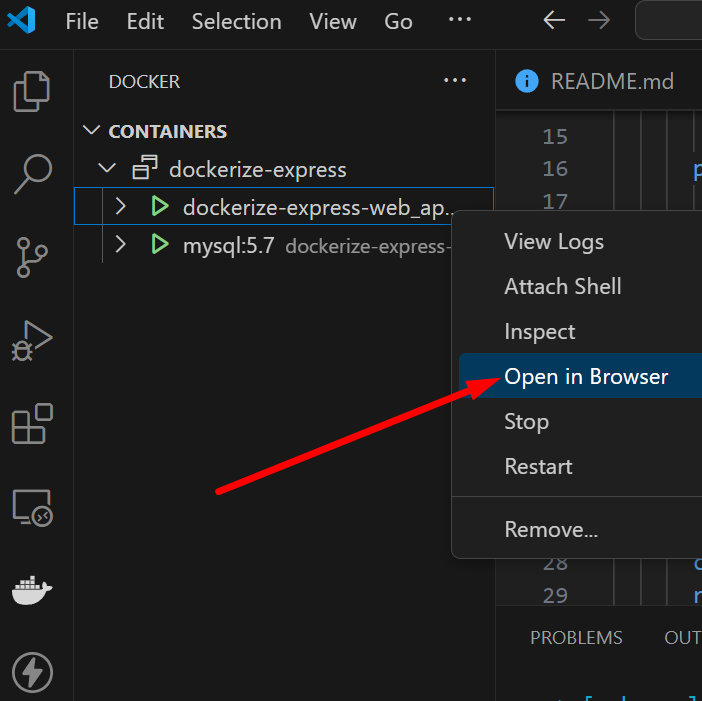 File Edit Selection View Go ...
DOCKER ...
README.md
CONTAINERS
15
dockerize-express
16
17
dockerize-express-web_ap...
mysql:5.7 dockerize-express-
View Logs
Attach Shell
Inspect
Open in Browser
Stop
Restart
Remove...
28
29
PROBLEMS OUT